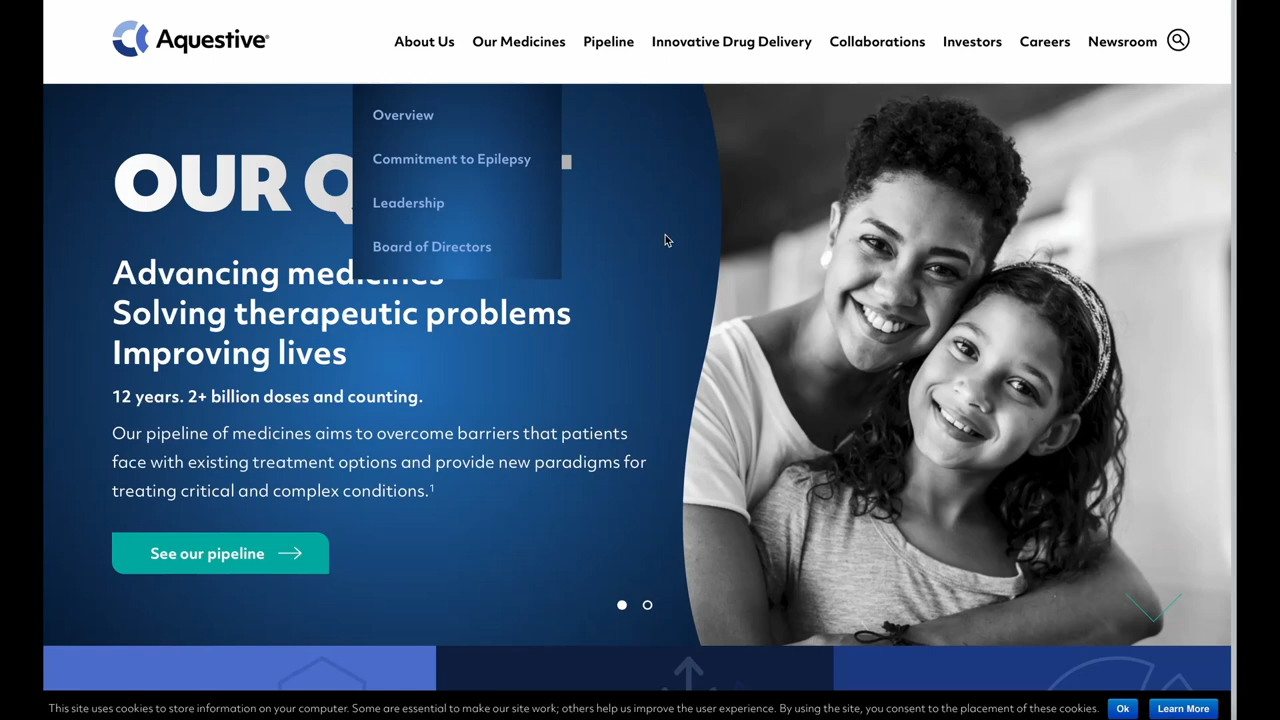 Aquestive
About Us Our Medicines Pipeline Innovative Drug Delivery Collaborations Investors Careers Newsroom
Overview
Commitment to Epilepsy
Leadership
Board of Directors
OUR
Advancing
Solving therapeutic problems
Improving lives
12 years. 2+ billion doses and counting.
Our pipeline of medicines aims to overcome barriers that patients
face with existing treatment options and provide new paradigms for
treating critical and complex conditions.¹
See our pipeline
This site uses cookies to store information on your computer. Some are essential to make our site work; others help us improve the user experience. By using the site, you consent to the placement of these cookies. Ok Learn More